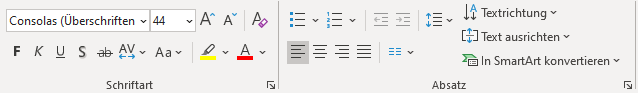 Consolas (Überschriften 44 A A A Textrichtung
F K U S ab AV Aa A Text ausrichten
In SmartArt konvertieren
Schriftart Absatz